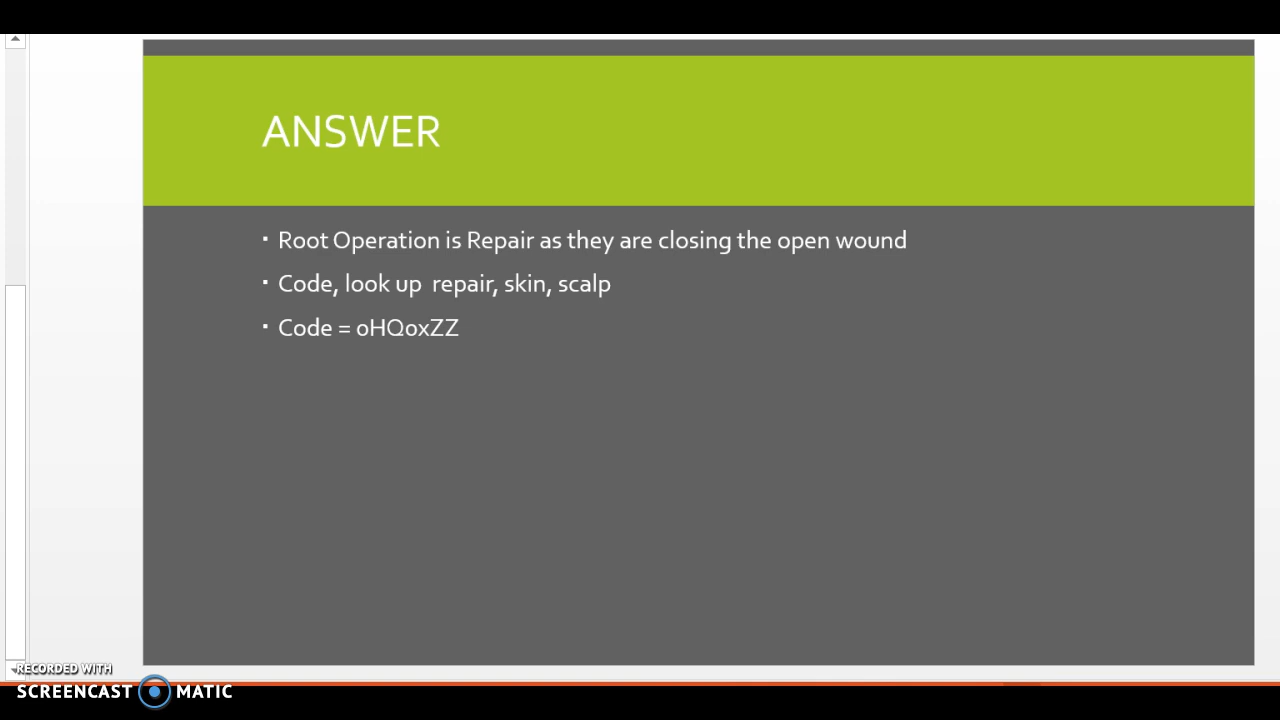 ANSWER
Root Operation is Repair as they are closing the open wound
Code, look up repair, skin, scalp
Code = 0HQ0xZZ
RECORDED WITH
SCREENCAST MATIC